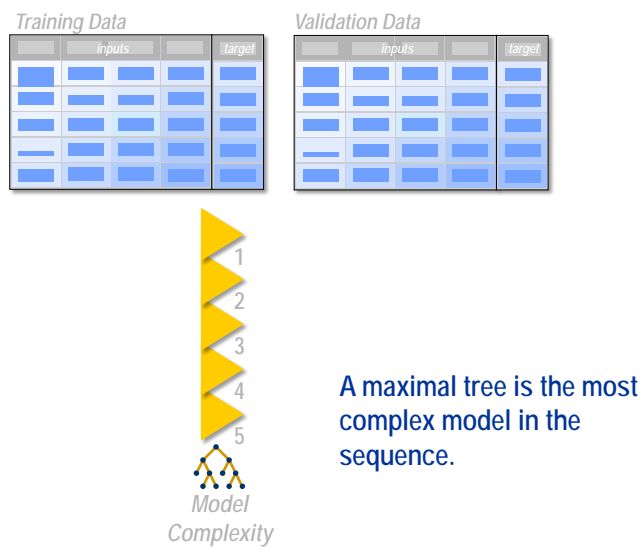 Training Data
Validation Data
inputs
target
inputs
target
1
2
3
4
5
A maximal tree is the most
complex model in the
sequence.
Model
Complexity